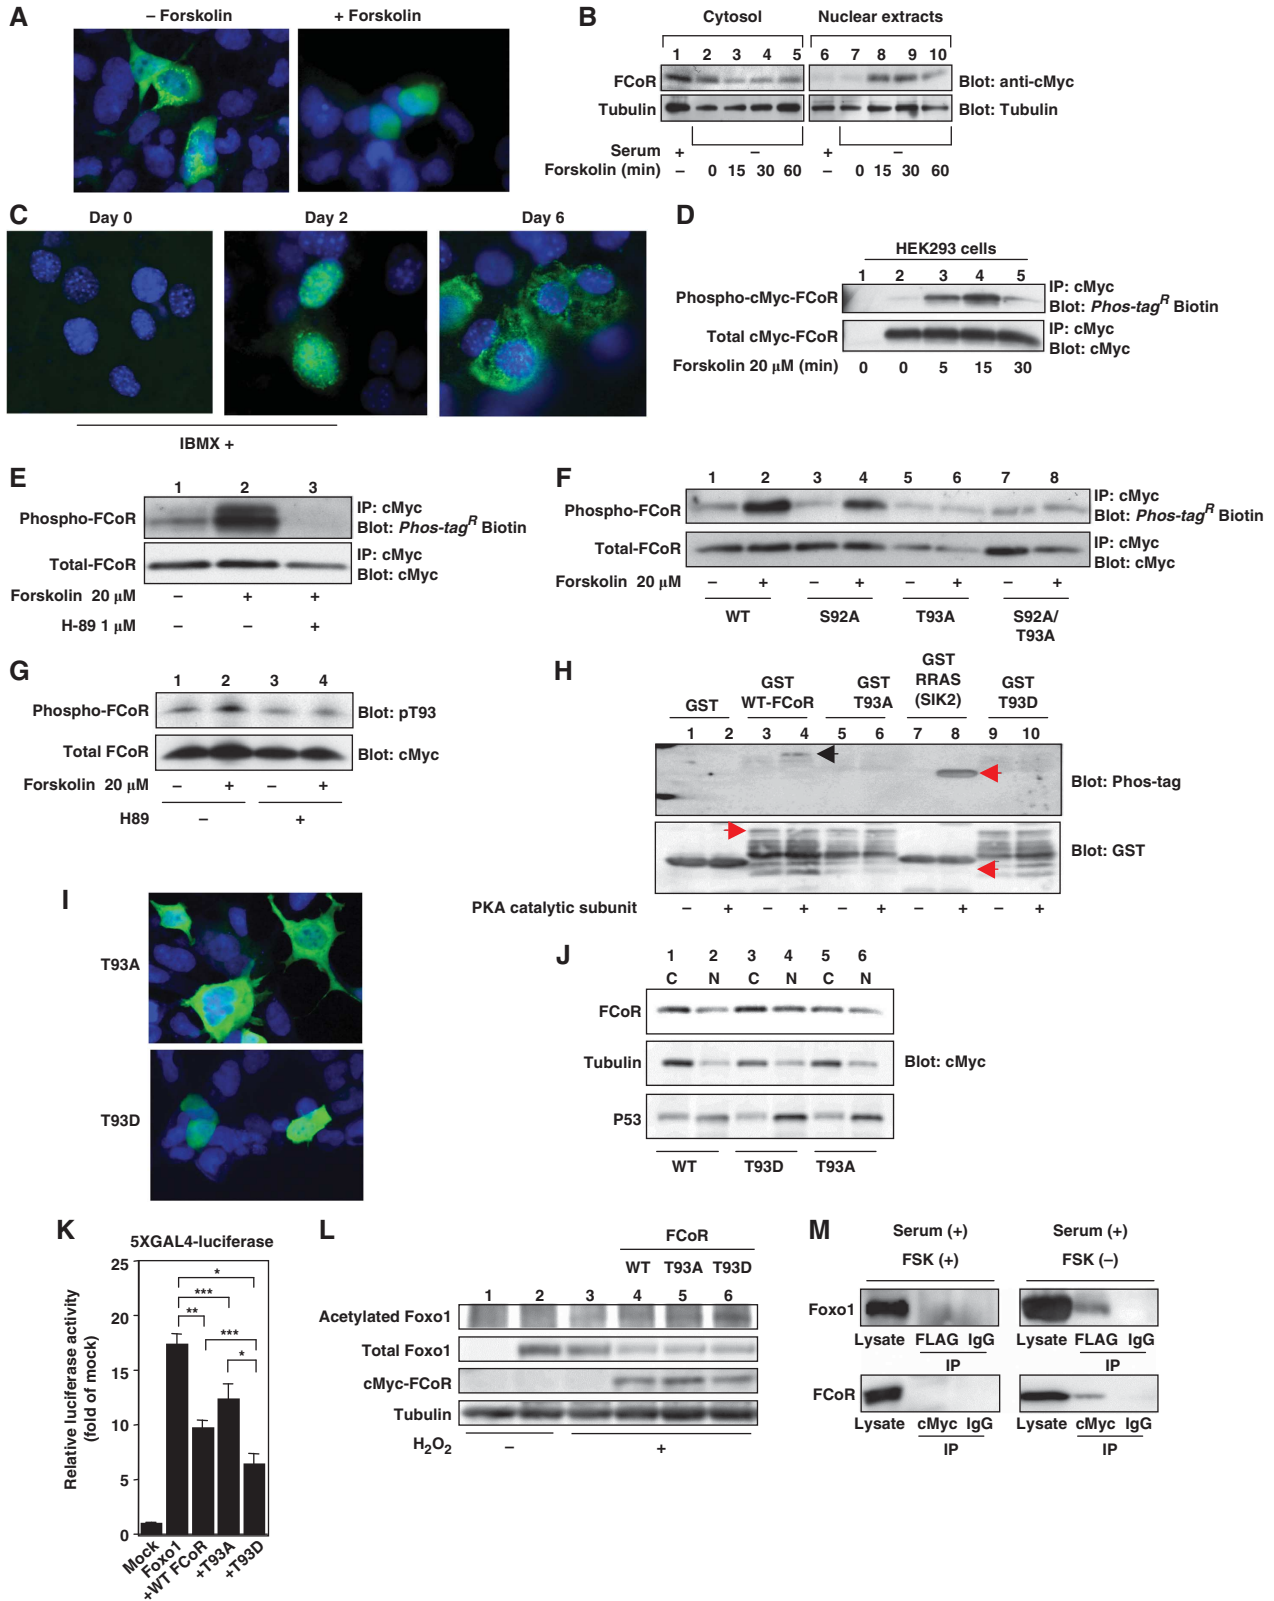 A
– Forskolin
+ Forskolin
B
Cytosol
Nuclear extracts
1 2 3 4 5 6 7 8 9 10
FCoR
Blot: anti-cMyc
Tubulin
Blot: Tubulin
Serum + – + –
Forskolin (min) – 0 15 30 60 – 0 15 30 60
C
Day 0
Day 2
Day 6
IBMX +
D
HEK293 cells
1 2 3 4 5
Phospho-cMyc-FCoR
IP: cMyc
Blot: Phos-tagR Biotin
Total cMyc-FCoR
IP: cMyc
Blot: cMyc
Forskolin 20 μM (min) 0 0 5 15 30
E
1 2 3
Phospho-FCoR
IP: cMyc
Blot: Phos-tagR Biotin
Total-FCoR
IP: cMyc
Blot: cMyc
Forskolin 20 μM – + +
H-89 1 μM – – +
F
1 2 3 4 5 6 7 8
Phospho-FCoR
IP: cMyc
Blot: Phos-tagR Biotin
Total-FCoR
IP: cMyc
Blot: cMyc
Forskolin 20 μM – + – + – + – +
WT S92A T93A S92A/
T93A
G
1 2 3 4
Phospho-FCoR
Blot: pT93
Total FCoR
Blot: cMyc
Forskolin 20 μM – + – +
H89 – +
H
GST
GST
WT-FCoR
GST
T93A
GST
RRAS
(SIK2)
GST
T93D
1 2 3 4 5 6 7 8 9 10
Blot: Phos-tag
Blot: GST
PKA catalytic subunit – + – + – + – + – +
I
T93A
T93D
J
1 2 3 4 5 6
C N C N C N
FCoR
Tubulin
Blot: cMyc
P53
WT T93D T93A
K
5XGAL4-luciferase
Relative luciferase activity
(fold of mock)
25
20
15
10
5
0
*
***
**
***
*
Mock
Foxo1
+WT FCoR
+T93A
+T93D
L
FCoR
WT T93A T93D
1 2 3 4 5 6
Acetylated Foxo1
Total Foxo1
cMyc-FCoR
Tubulin
H2O2 – +
M
Serum (+) Serum (+)
FSK (+) FSK (–)
Foxo1
Lysate FLAG IgG Lysate FLAG IgG
IP IP
FCoR
Lysate cMyc IgG Lysate cMyc IgG
IP IP